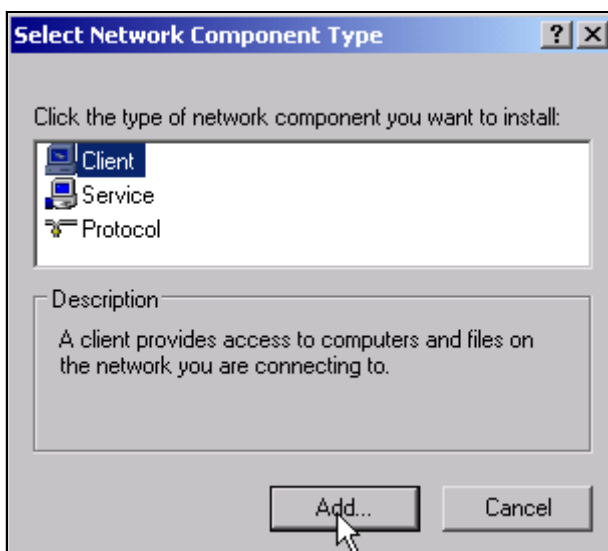 Select Network Component Type
Click the type of network component you want to install:
Client
Service
Protocol
Description
A client provides access to computers and files on
the network you are connecting to.
Add... Cancel